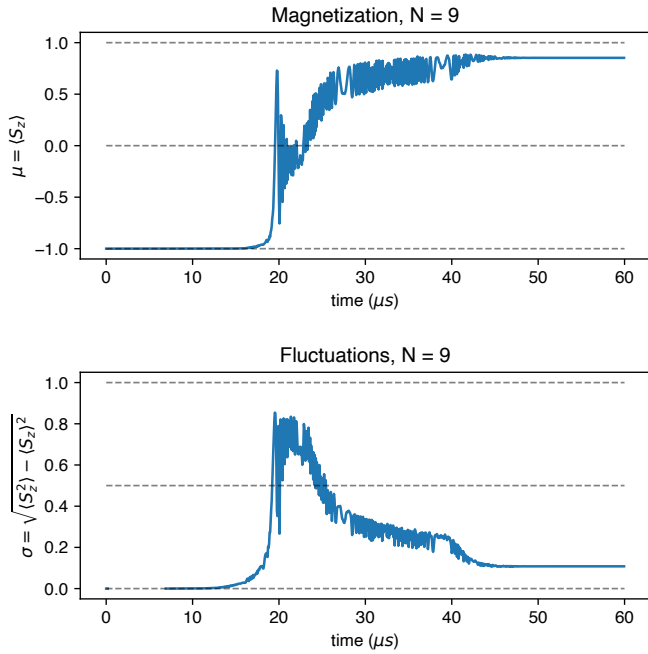 Magnetization, N = 9
μ = ⟨S_z⟩
1.0
0.5
0.0
−0.5
−1.0
0 10 20 30 40 50 60
time (μs)
Fluctuations, N = 9
σ = √(⟨S_z²⟩ − ⟨S_z⟩²)
1.0
0.8
0.6
0.4
0.2
0.0
0 10 20 30 40 50 60
time (μs)